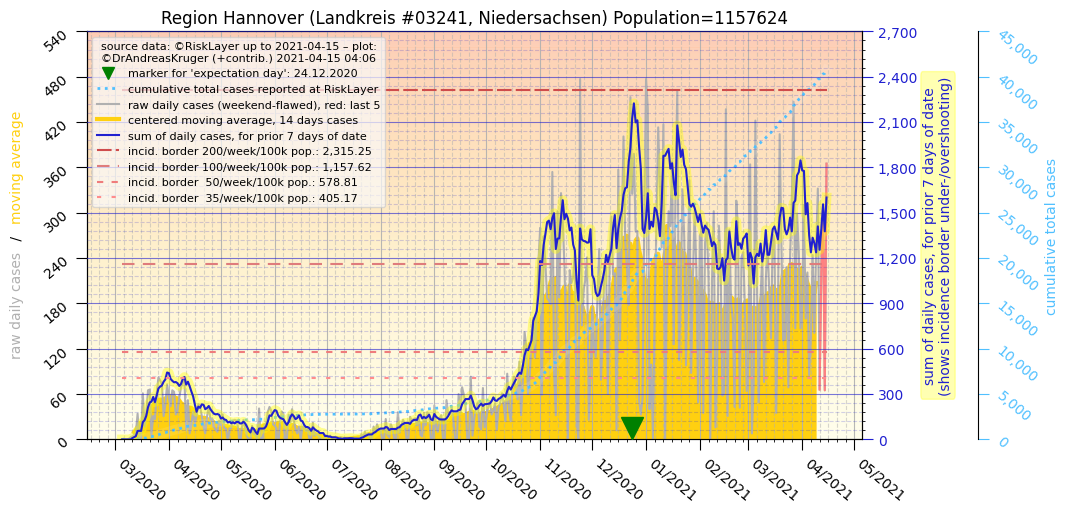 Region Hannover (Landkreis #03241, Niedersachsen) Population=1157624
source data: ©RiskLayer up to 2021-04-15 – plot:
©DrAndreasKruger (+contrib.) 2021-04-15 04:06
marker for 'expectation day': 24.12.2020
cumulative total cases reported at RiskLayer
raw daily cases (weekend-flawed), red: last 5
centered moving average, 14 days cases
sum of daily cases, for prior 7 days of date
incid. border 200/week/100k pop.: 2,315.25
incid. border 100/week/100k pop.: 1,157.62
incid. border  50/week/100k pop.: 578.81
incid. border  35/week/100k pop.: 405.17
raw daily cases / moving average
540
480
420
360
300
240
180
120
60
0
03/2020
04/2020
05/2020
06/2020
07/2020
08/2020
09/2020
10/2020
11/2020
12/2020
01/2021
02/2021
03/2021
04/2021
05/2021
2,700
2,400
2,100
1,800
1,500
1,200
900
600
300
0
sum of daily cases, for prior 7 days of date
(shows incidence border under-/overshooting)
45,000
40,000
35,000
30,000
25,000
20,000
15,000
10,000
5,000
0
cumulative total cases